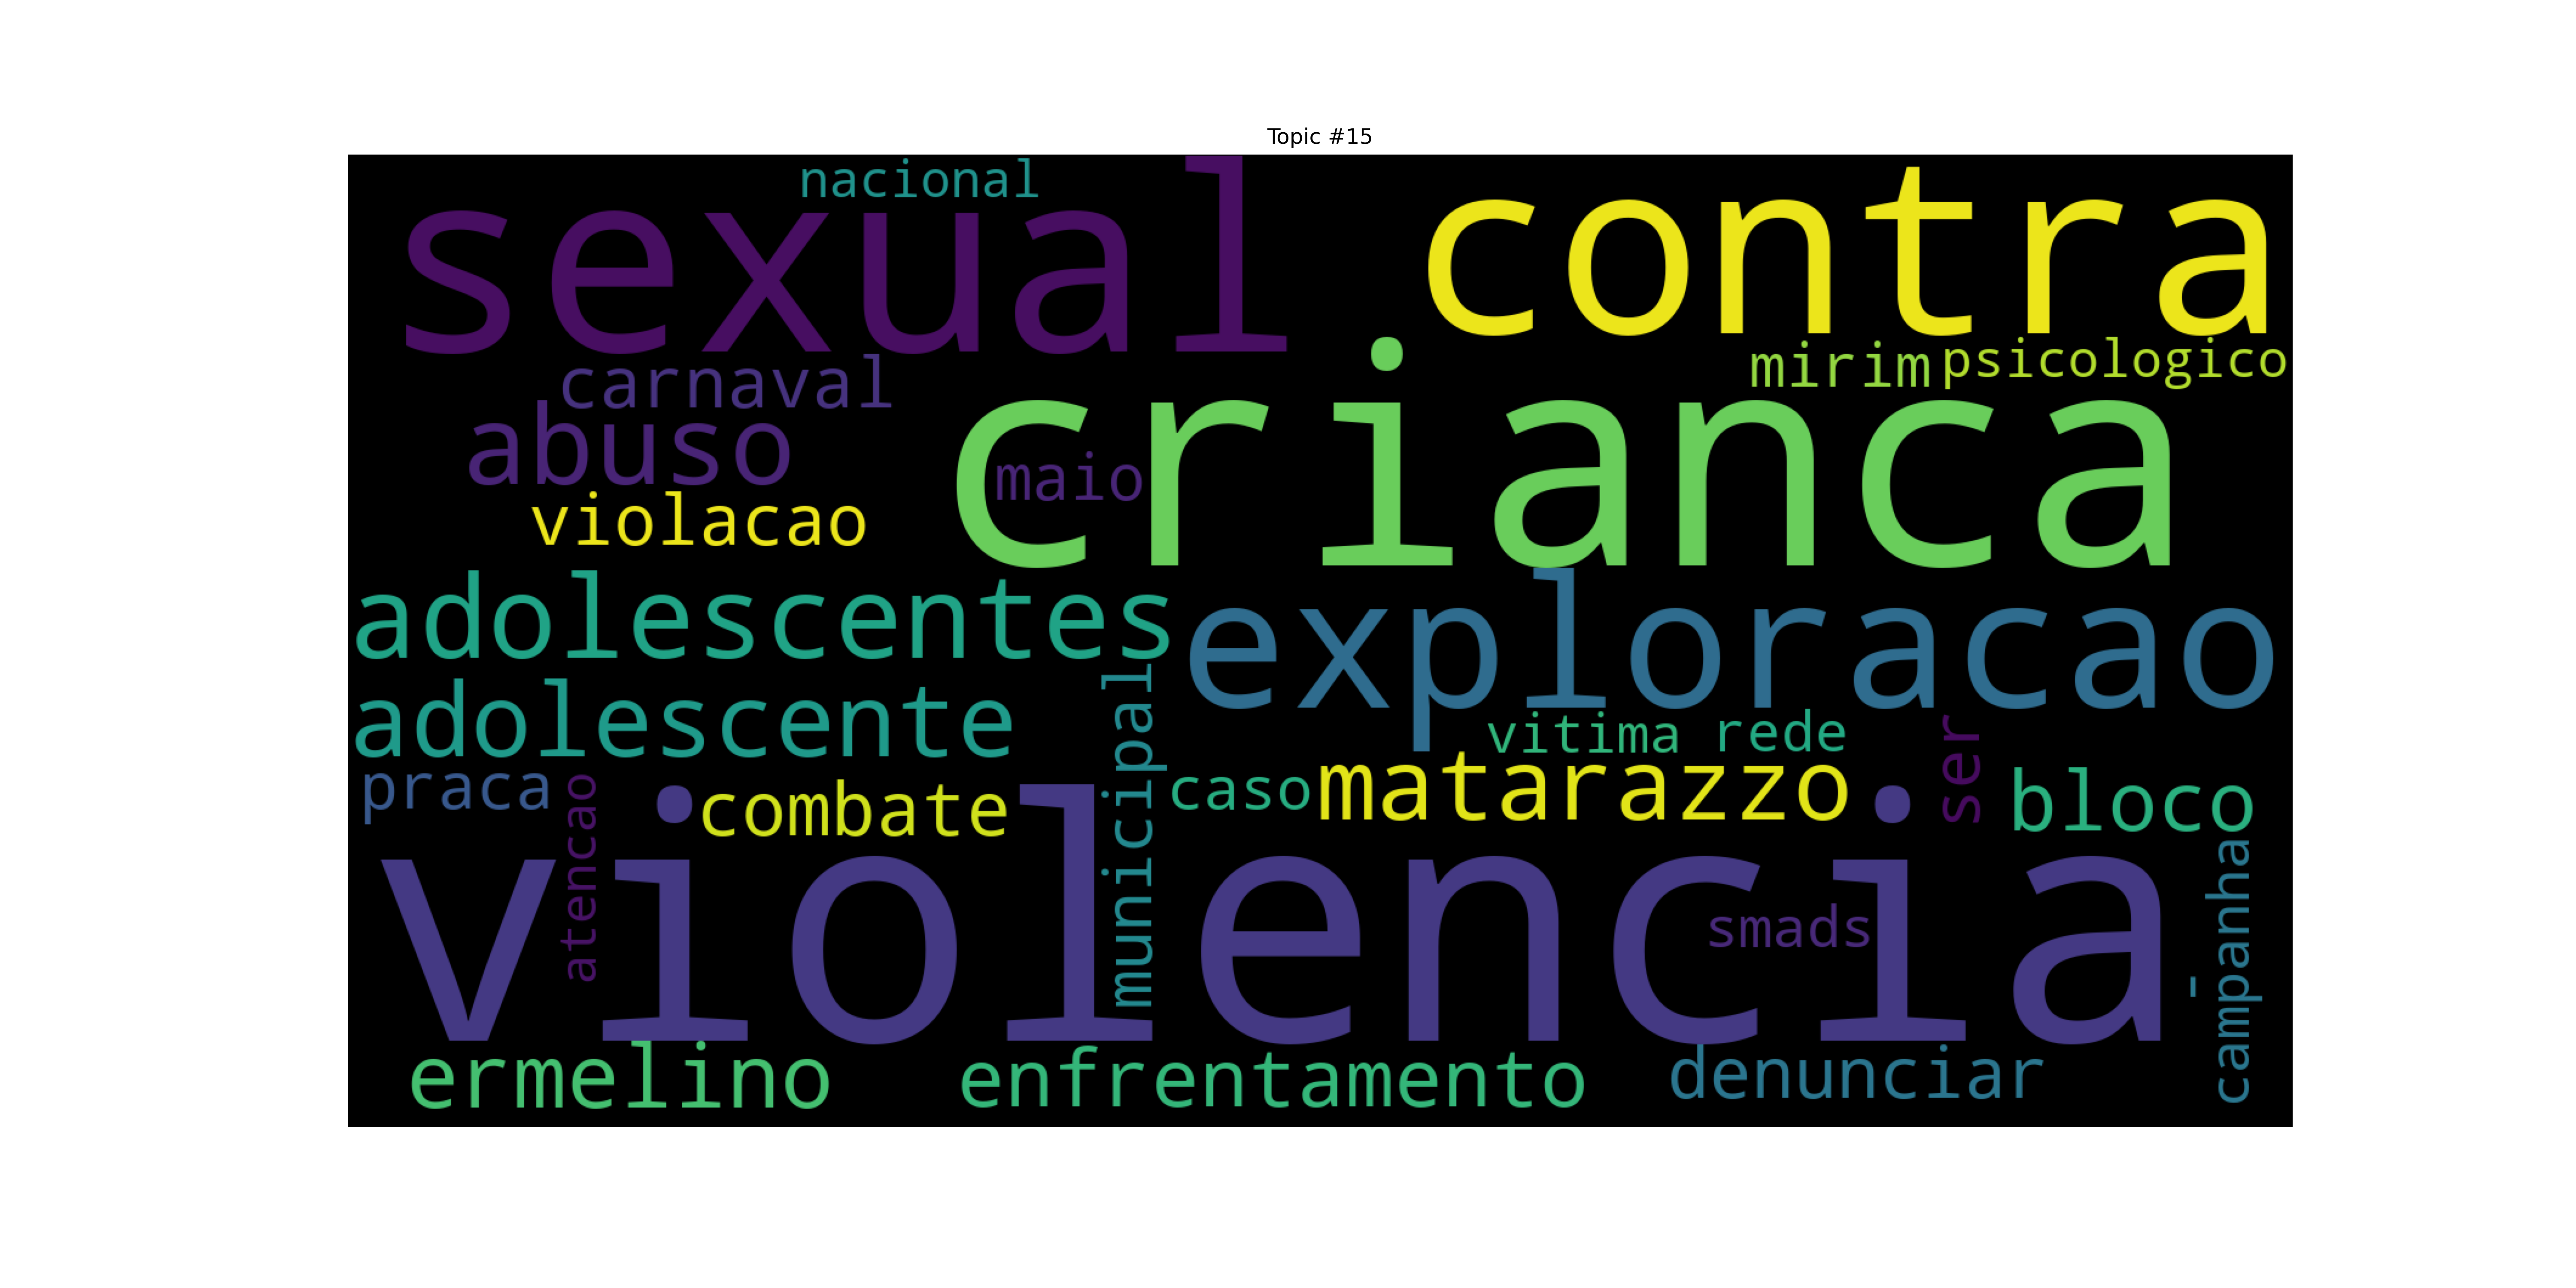 Topic #15
nacional
sexual
contra
carnaval
mirim
psicologico
abuso
crianca
maio
violacao
adolescentes
exploracao
adolescente
municipal
vitima
rede
ser
praca
atencao
combate
caso
matarazzo
bloco
violencia
smads
campanha
-
ermelino
enfrentamento
denunciar